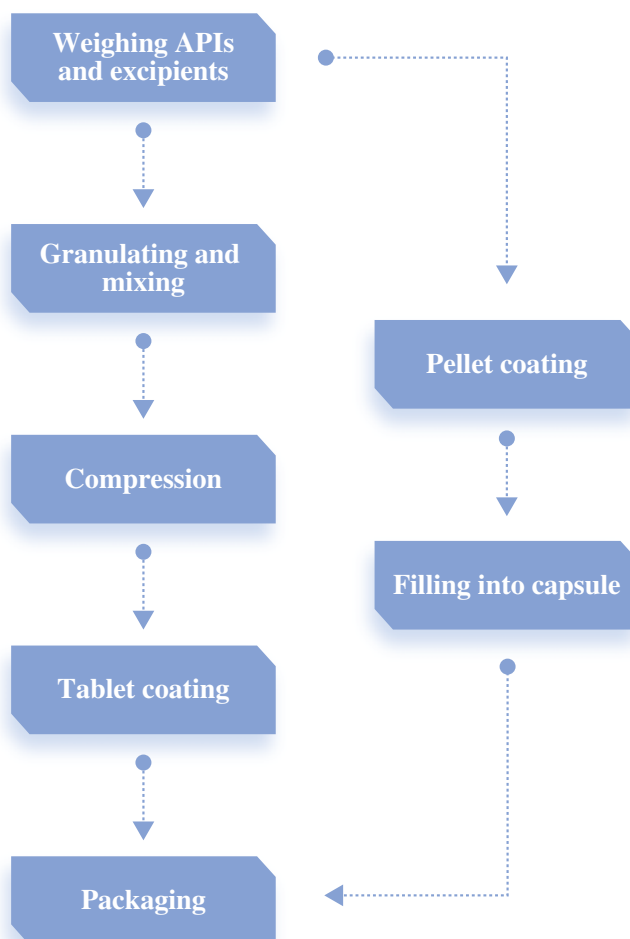 Weighing APIs
and excipients
Granulating and
mixing
Pellet coating
Compression
Filling into capsule
Tablet coating
Packaging